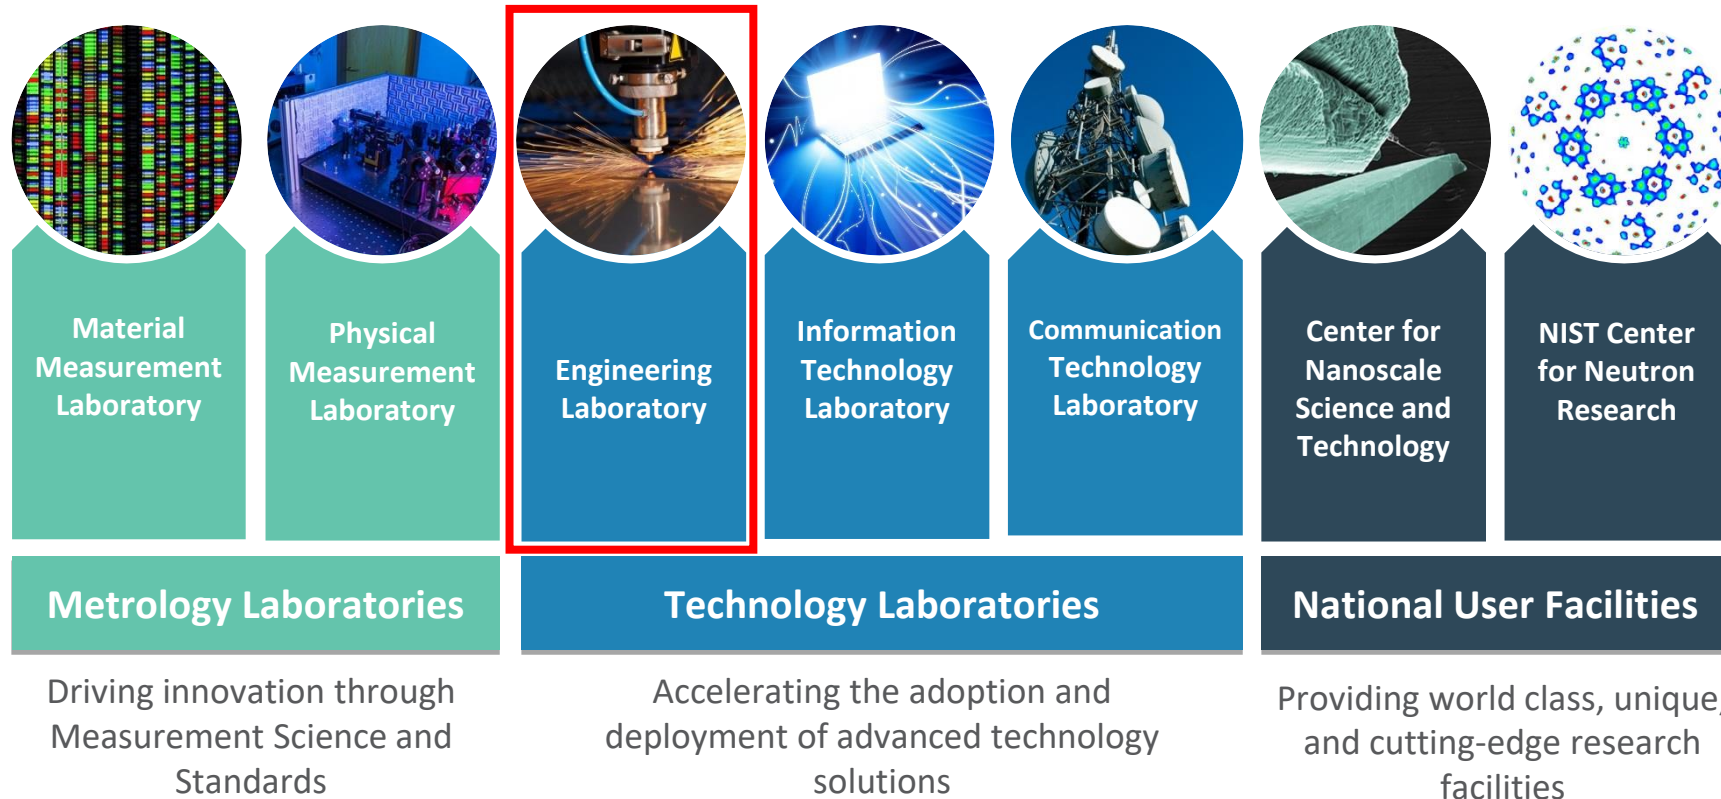 Material
Measurement
Laboratory
Physical
Measurement
Laboratory
Engineering
Laboratory
Information
Technology
Laboratory
Communication
Technology
Laboratory
Center for
Nanoscale
Science and
Technology
NIST Center
for Neutron
Research
Metrology Laboratories
Technology Laboratories
National User Facilities
Driving innovation through
Measurement Science and
Standards
Accelerating the adoption and
deployment of advanced technology
solutions
Providing world class, unique,
and cutting-edge research
facilities